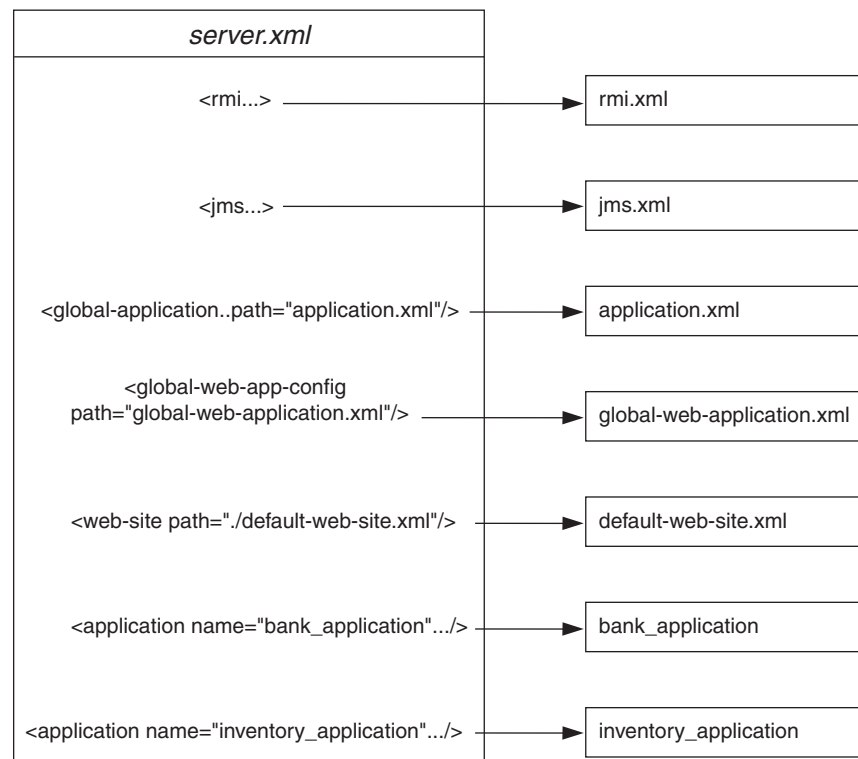 server.xml
<rmi...>
rmi.xml
<jms...>
jms.xml
<global-application..path="application.xml"/>
application.xml
<global-web-app-config
path="global-web-application.xml"/>
global-web-application.xml
<web-site path="./default-web-site.xml"/>
default-web-site.xml
<application name="bank_application".../>
bank_application
<application name="inventory_application".../>
inventory_application